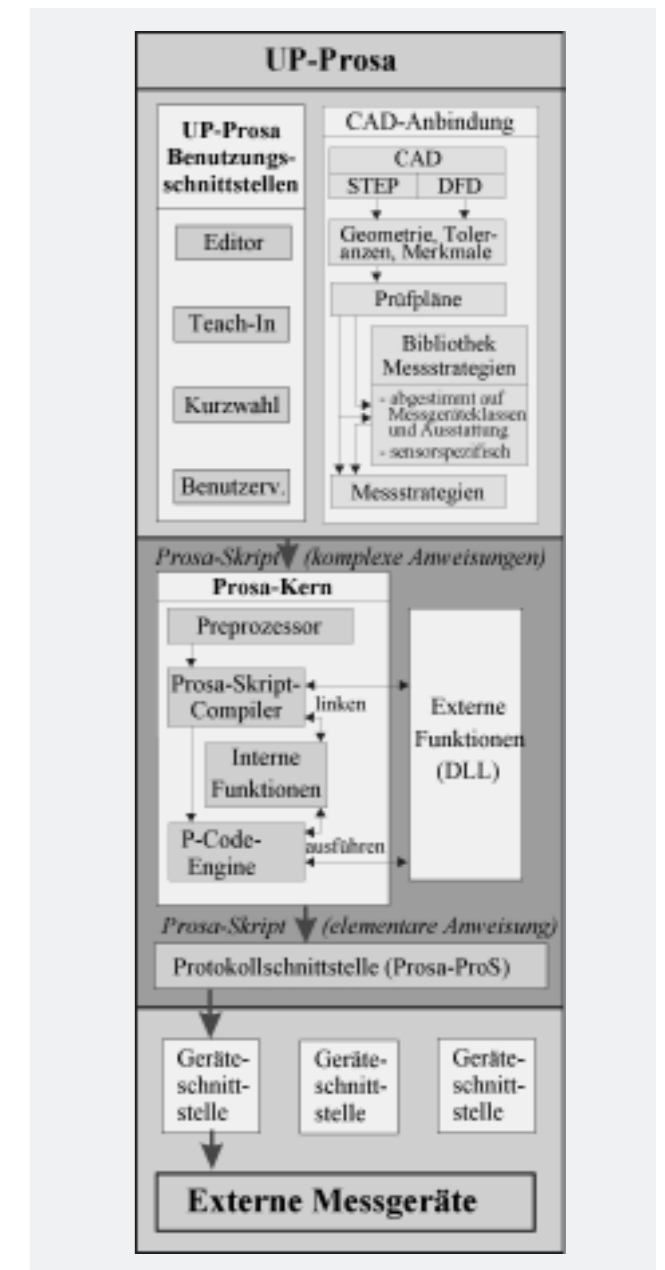 UP-Prosa
UP-Prosa
Benutzungs-
schnittstellen
Editor
Teach-In
Kurzwahl
Benutzerv.
CAD-Anbindung
CAD
STEP
DFD
Geometrie, Toler-
anzen, Merkmale
Prüfpläne
Bibliothek
Messstrategien
- abgestimmt auf
Messgeräteklassen
und Ausstattung
- sensorspezifisch
Messstrategien
Prosa-Skript (komplexe Anweisungen)
Prosa-Kern
Preprozessor
Prosa-Skript-
Compiler
linken
Interne
Funktionen
P-Code-
Engine
ausführen
Externe
Funktionen
(DLL)
Prosa-Skript (elementare Anweisung)
Protokollschnittstelle (Prosa-ProS)
Geräte-
schnitt-
stelle
Geräte-
schnitt-
stelle
Geräte-
schnitt-
stelle
Externe Messgeräte